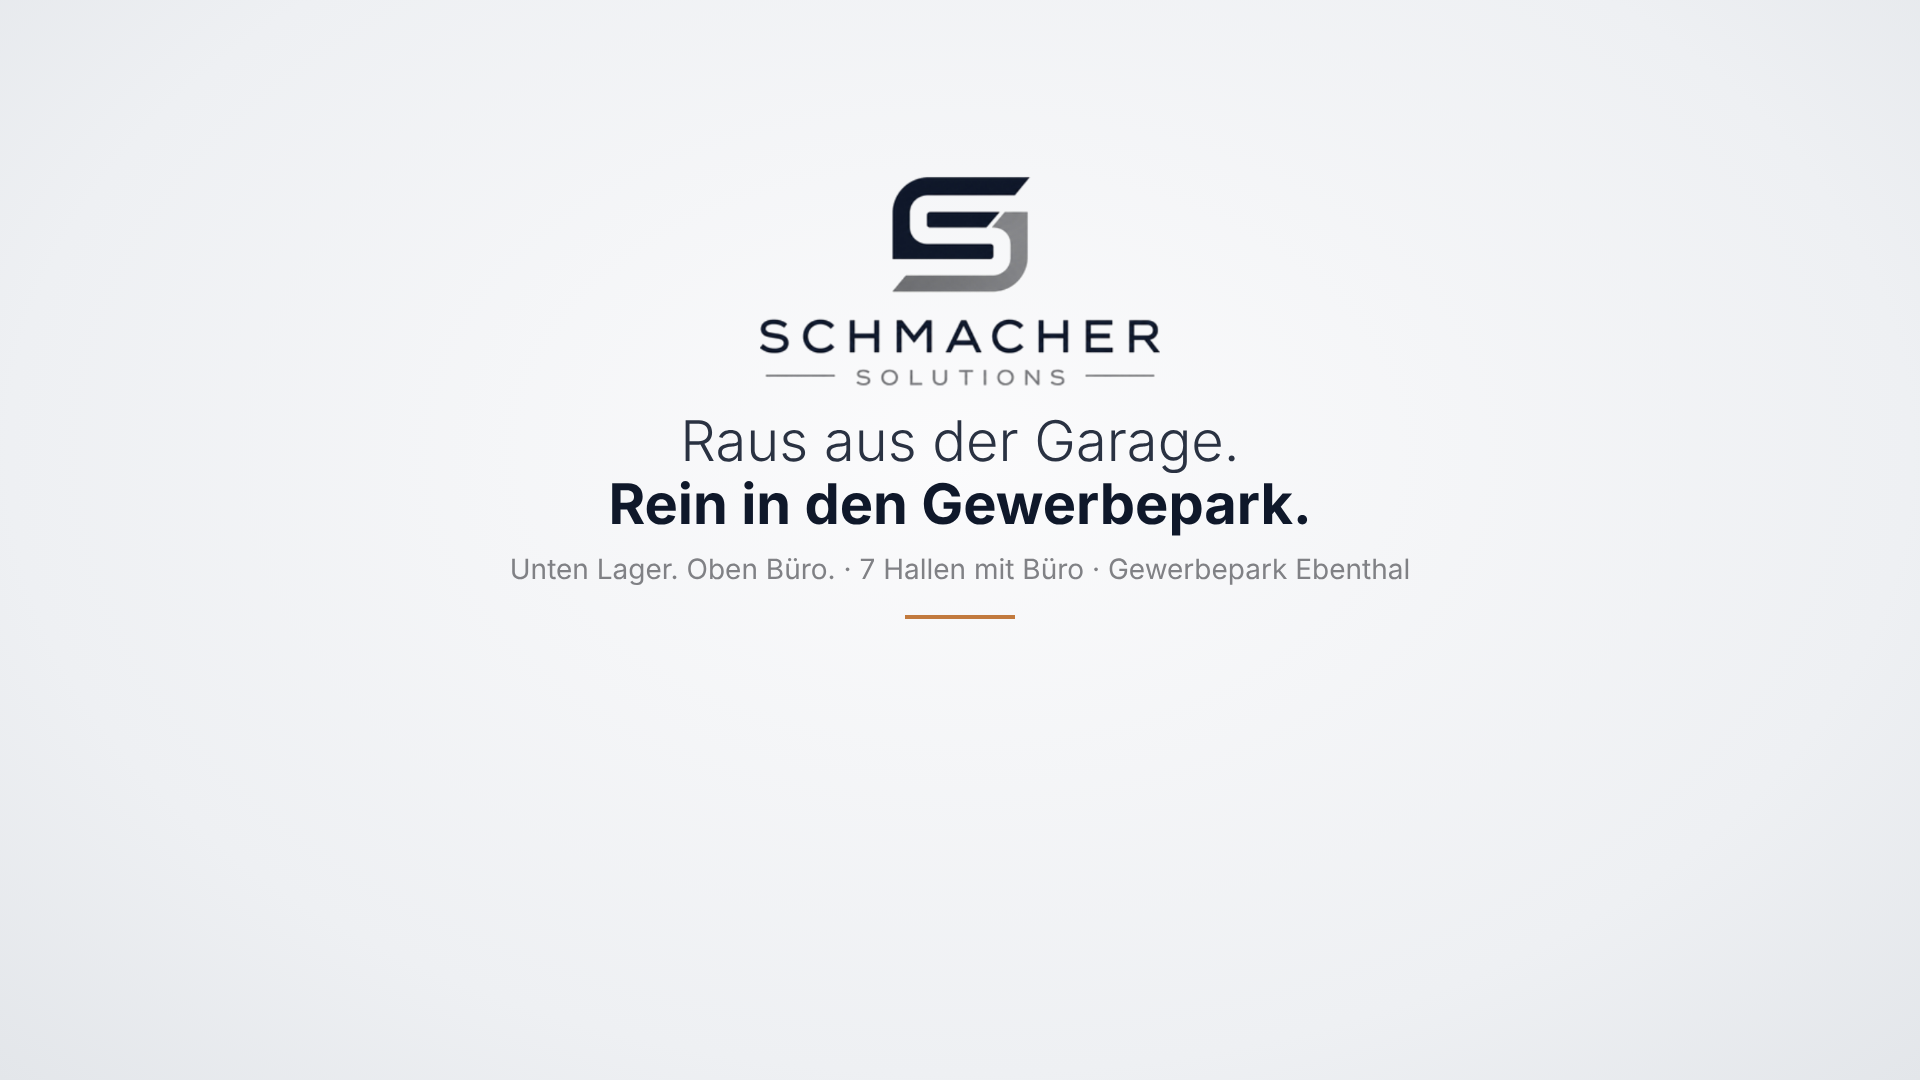 SCHMACHER
SOLUTIONS
Raus aus der Garage.
Rein in den Gewerbepark.
Unten Lager. Oben Büro. · 7 Hallen mit Büro · Gewerbepark Ebenthal